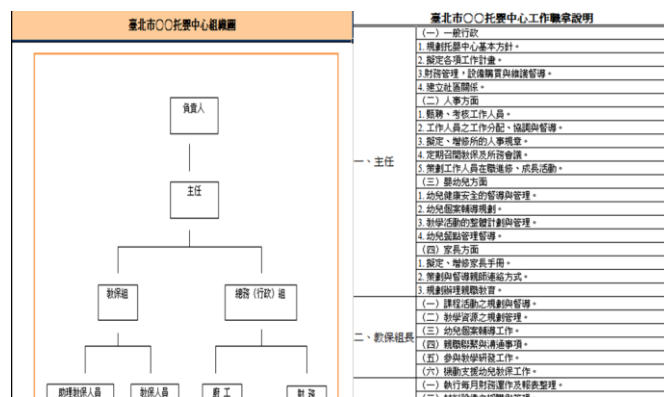 臺北市〇〇托嬰中心組織圖
負責人
主任
教保組
總務（行政）組
助理教保人員
教保人員
廚 工
財 務
臺北市〇〇托嬰中心工作職章說明
一、主任
（一）一般行政
1. 規劃托嬰中心基本方針。
2. 擬定各項工作計畫。
3.財務管理，設備購買與維護督導。
4. 建立社區關係。
（二）人事方面
1. 甄聘、考核工作人員。
2. 工作人員之工作分配、協調與督導。
3. 擬定、增修所的人事規章。
4. 定期召開教保及所務會議。
5. 策劃工作人員在職進修、成長活動。
（三）嬰幼兒方面
1. 幼兒健康安全的督導與管理。
2. 幼兒個案輔導規劃。
3. 教學活動的整體計劃與管理。
4. 幼兒餐點管理督導。
（四）家長方面
1. 擬定、增修家長手冊。
2. 策劃與督導親師連絡方式。
3. 規劃辦理親職教育。
二、教保組長
（一）課程活動之規劃與督導。
（二）教學資源之規劃管理。
（三）幼兒個案輔導工作。
（四）親職聯繫與溝通事項。
（五）參與教學研發工作。
（六）機動支援幼兒教保工作。
（一）執行每月財務運作及報表整理。